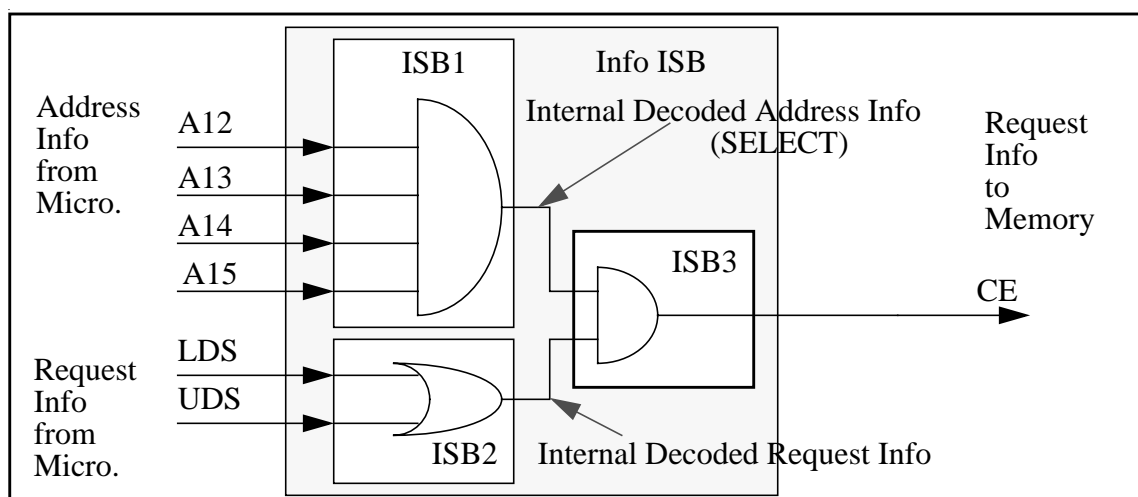 Address
Info
from
Micro.
A12
A13
A14
A15
ISB1
Info ISB
Internal Decoded Address Info
(SELECT)
Request
Info
to
Memory
ISB3
CE
Request
Info
from
Micro.
LDS
UDS
ISB2
Internal Decoded Request Info